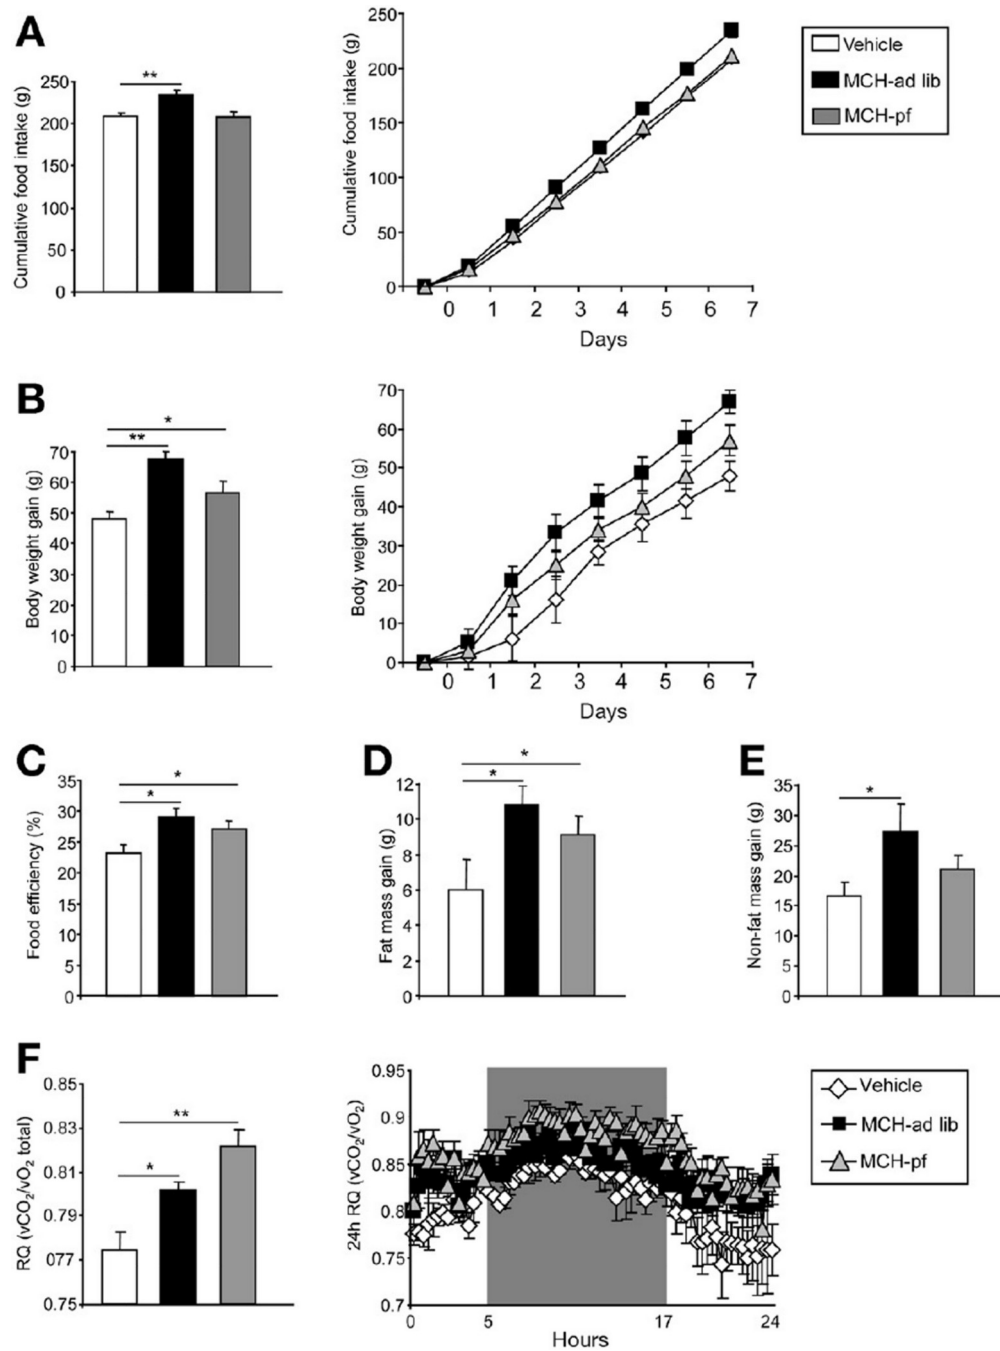 A
Cumulative food intake (g)
250
200
150
100
50
0
**
Cumulative food intake (g)
250
200
150
100
50
0
0 1 2 3 4 5 6 7
Days
Vehicle
MCH-ad lib
MCH-pf
B
Body weight gain (g)
70
60
50
40
30
20
10
0
*
**
Body weight gain (g)
70
60
50
40
30
20
10
0
0 1 2 3 4 5 6 7
Days
C
Food efficiency (%)
35
30
25
20
15
10
5
0
*
*
D
Fat mass gain (g)
12
10
8
6
4
2
0
*
*
E
Non-fat mass gain (g)
35
30
25
20
15
10
5
0
*
F
RQ (vCO₂/vO₂ total)
0.85
0.83
0.81
0.79
0.77
0.75
**
*
24h RQ (vCO₂/vO₂)
0.95
0.9
0.85
0.8
0.75
0.7
0 5 17 24
Hours
Vehicle
MCH-ad lib
MCH-pf